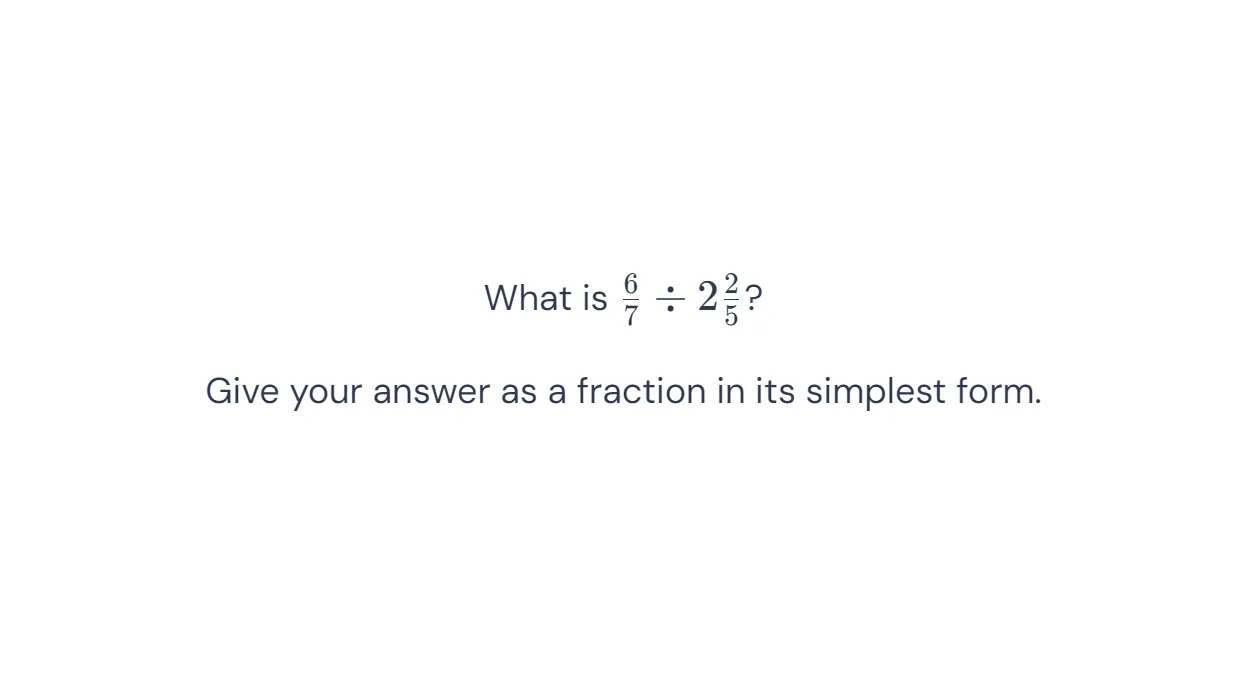 What is $\frac{6}{7} \div 2\frac{2}{5}$?
Give your answer as a fraction in its simplest form.